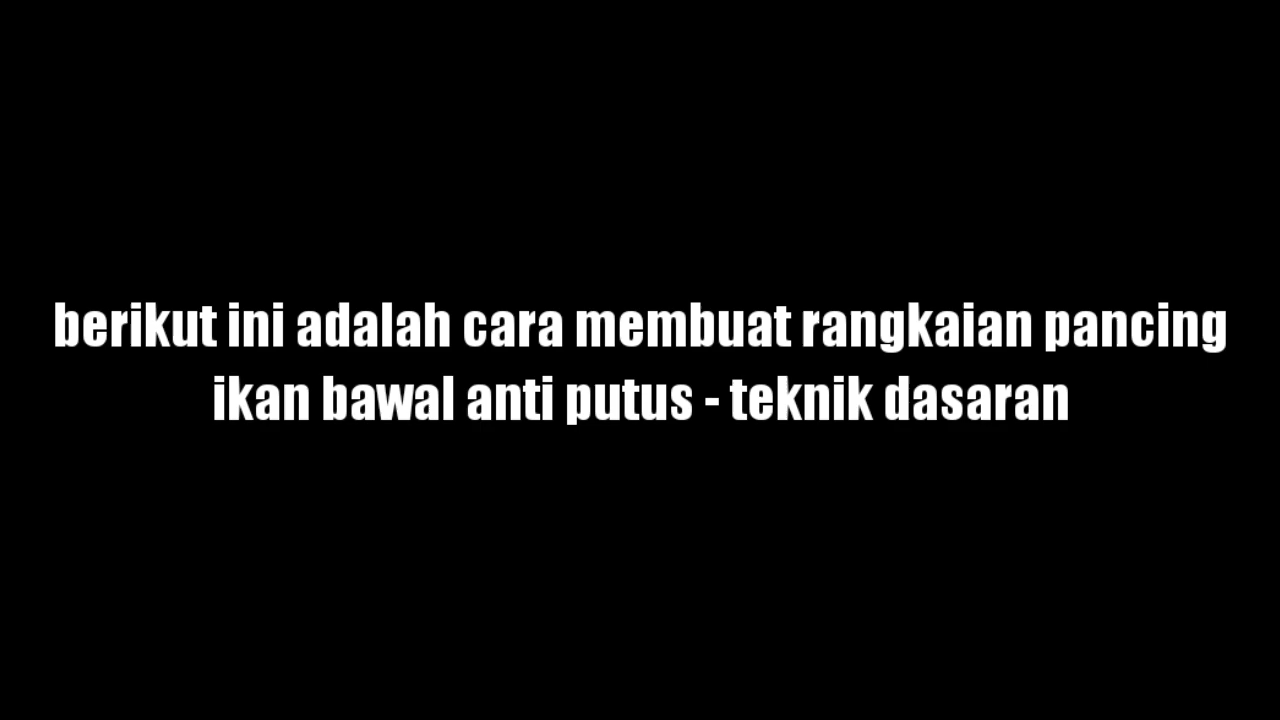 berikut ini adalah cara membuat rangkaian pancing
ikan bawal anti putus - teknik dasaran